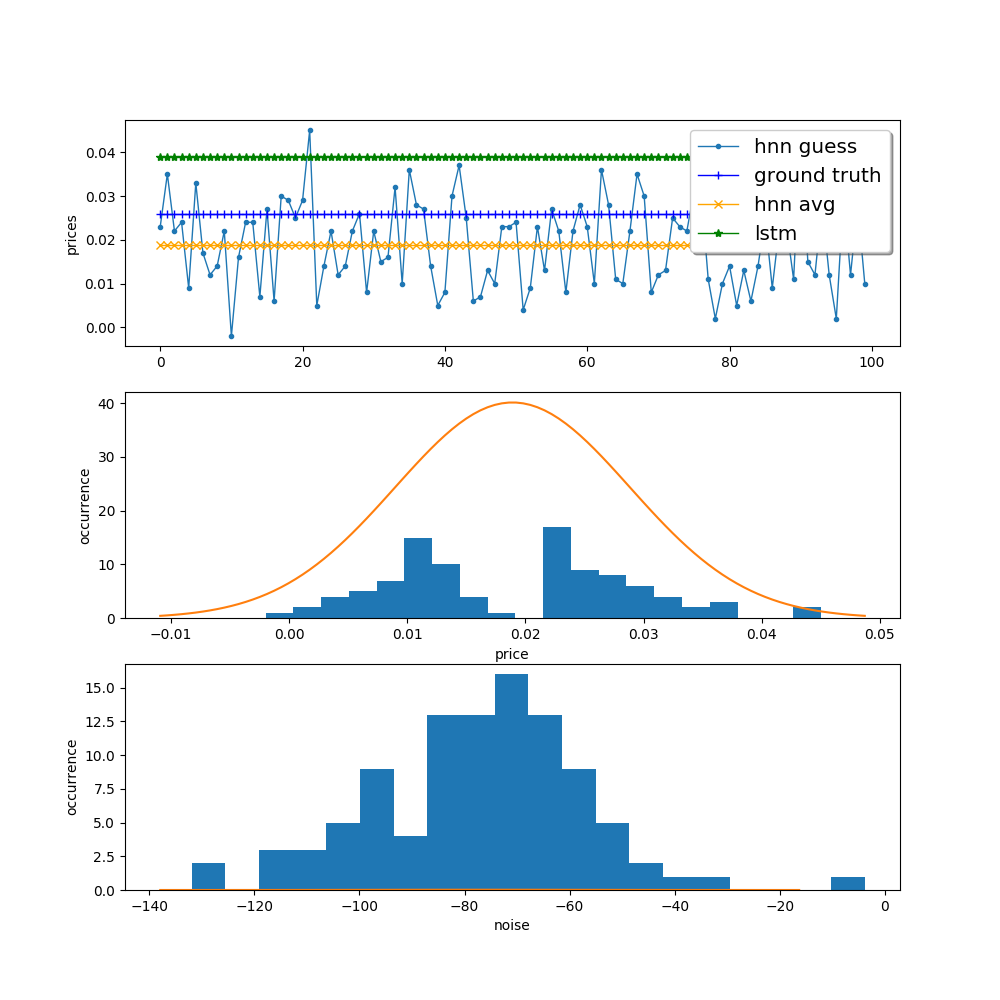 hnn guess
ground truth
hnn avg
lstm
prices
0.04
0.03
0.02
0.01
0.00
0 20 40 60 80 100
occurrence
40
30
20
10
0
−0.01 0.00 0.01 0.02 0.03 0.04 0.05
price
occurrence
15.0
12.5
10.0
7.5
5.0
2.5
0.0
−140 −120 −100 −80 −60 −40 −20 0
noise